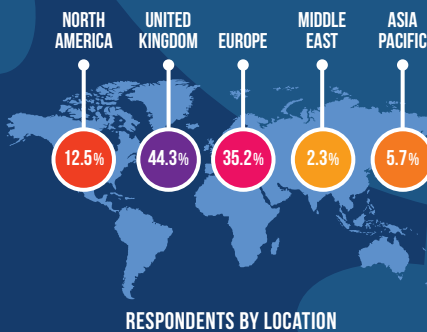 NORTH
AMERICA
UNITED
KINGDOM
EUROPE
MIDDLE
EAST
ASIA
PACIFIC
12.5%
44.3%
35.2%
2.3%
5.7%
RESPONDENTS BY LOCATION